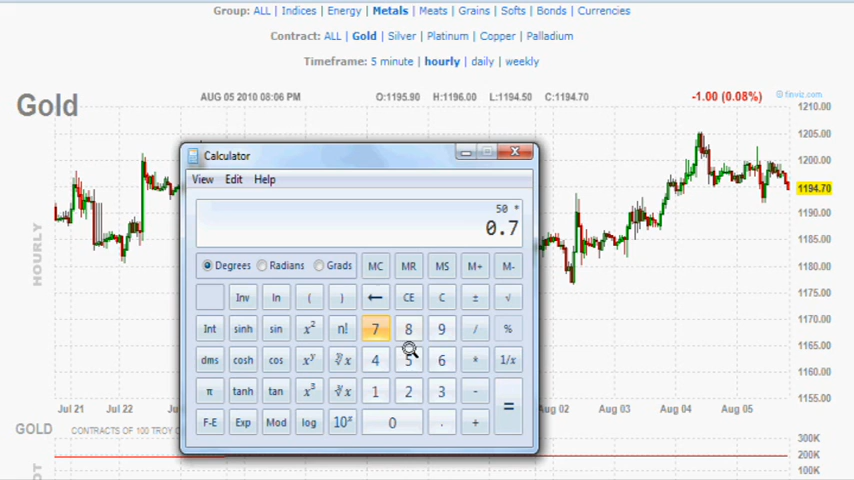 Group: ALL | Indices | Energy | Metals | Meats | Grains | Softs | Bonds | Currencies
Contract: ALL | Gold | Silver | Platinum | Copper | Palladium
Timeframe: 5 minute | hourly | daily | weekly
Gold AUG 05 2010 08:06 PM O:1195.90 H:1196.00 L:1194.50 C:1194.70 -1.00 (0.08%) © finviz.com
1210.00
1205.00
1200.00
1194.70
1190.00
1185.00
1180.00
1175.00
1170.00
1165.00
1160.00
1155.00
HOURLY
Calculator
View Edit Help
50 *
0.7
Degrees Radians Grads MC MR MS M+ M-
Inv ln ( ) ← CE C ± √
Int sinh sin x² n! 7 8 9 / %
dms cosh cos xʸ ʸ√x 4 5 6 * 1/x
π tanh tan x³ ³√x 1 2 3 - =
F-E Exp Mod log 10ˣ 0 . +
Jul 21 Jul 22 Aug 02 Aug 03 Aug 04 Aug 05
GOLD CONTRACTS OF 100 TROY
300K
200K
100K